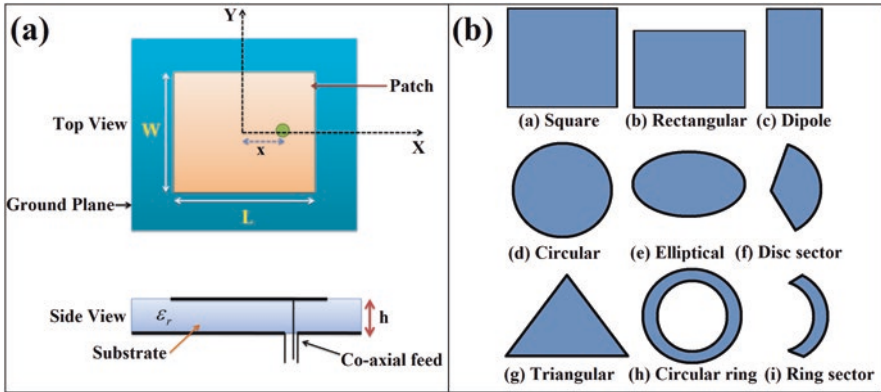 (a)
Y
Patch
Top View
W
x
X
Ground Plane
L
Side View
εr
h
Substrate
Co-axial feed
(b)
(a) Square
(b) Rectangular
(c) Dipole
(d) Circular
(e) Elliptical
(f) Disc sector
(g) Triangular
(h) Circular ring
(i) Ring sector